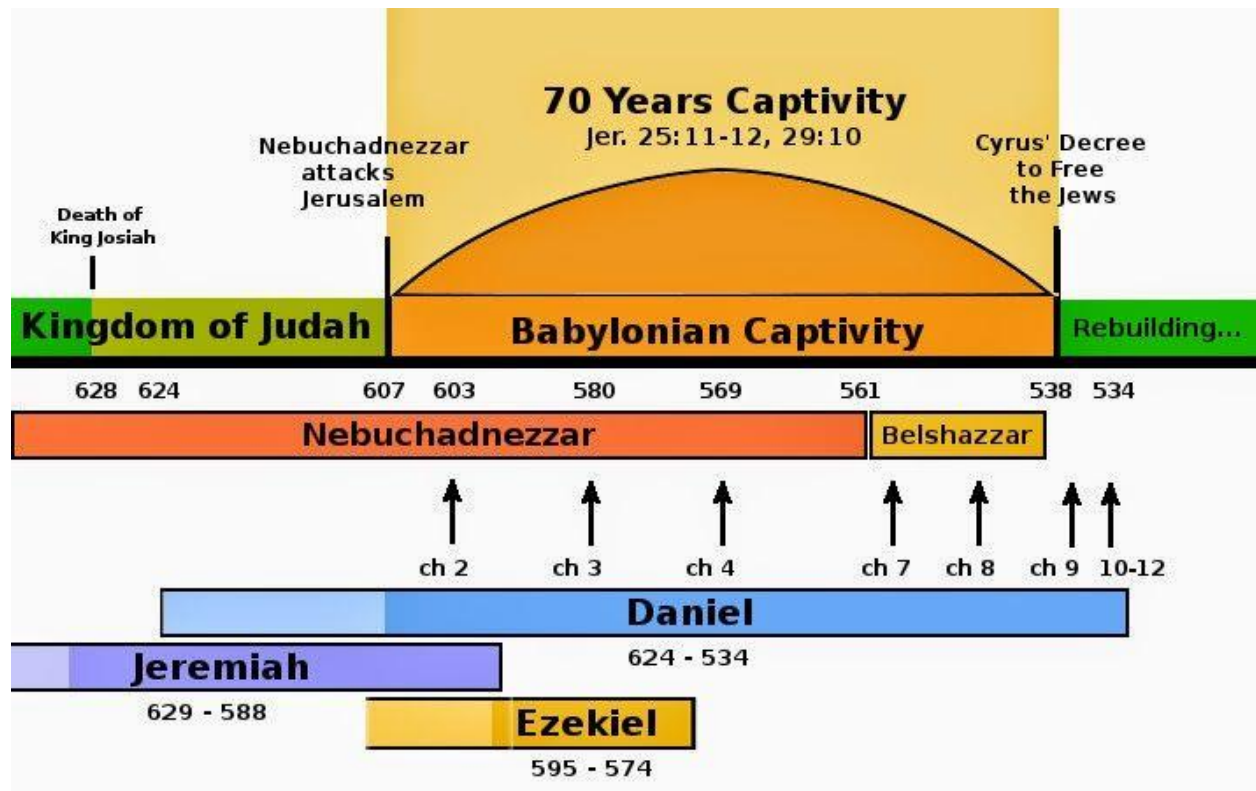 70 Years Captivity
Jer. 25:11-12, 29:10
Nebuchadnezzar
attacks
Jerusalem
Cyrus' Decree
to Free
the Jews
Death of
King Josiah
Kingdom of Judah
Babylonian Captivity
Rebuilding...
628 624 607 603 580 569 561 538 534
Nebuchadnezzar
Belshazzar
ch 2 ch 3 ch 4 ch 7 ch 8 ch 9 10-12
Daniel
624 - 534
Jeremiah
629 - 588
Ezekiel
595 - 574